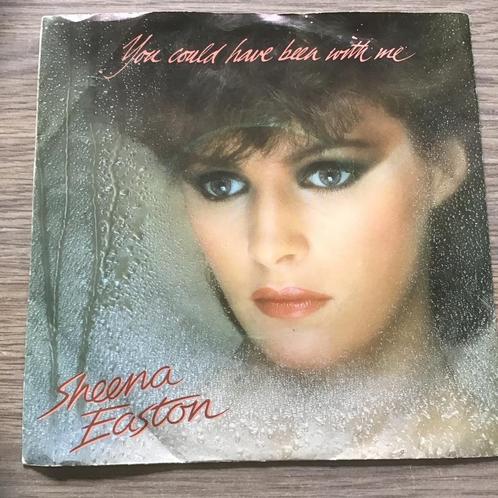 You could have been with me
Sheena
Easton